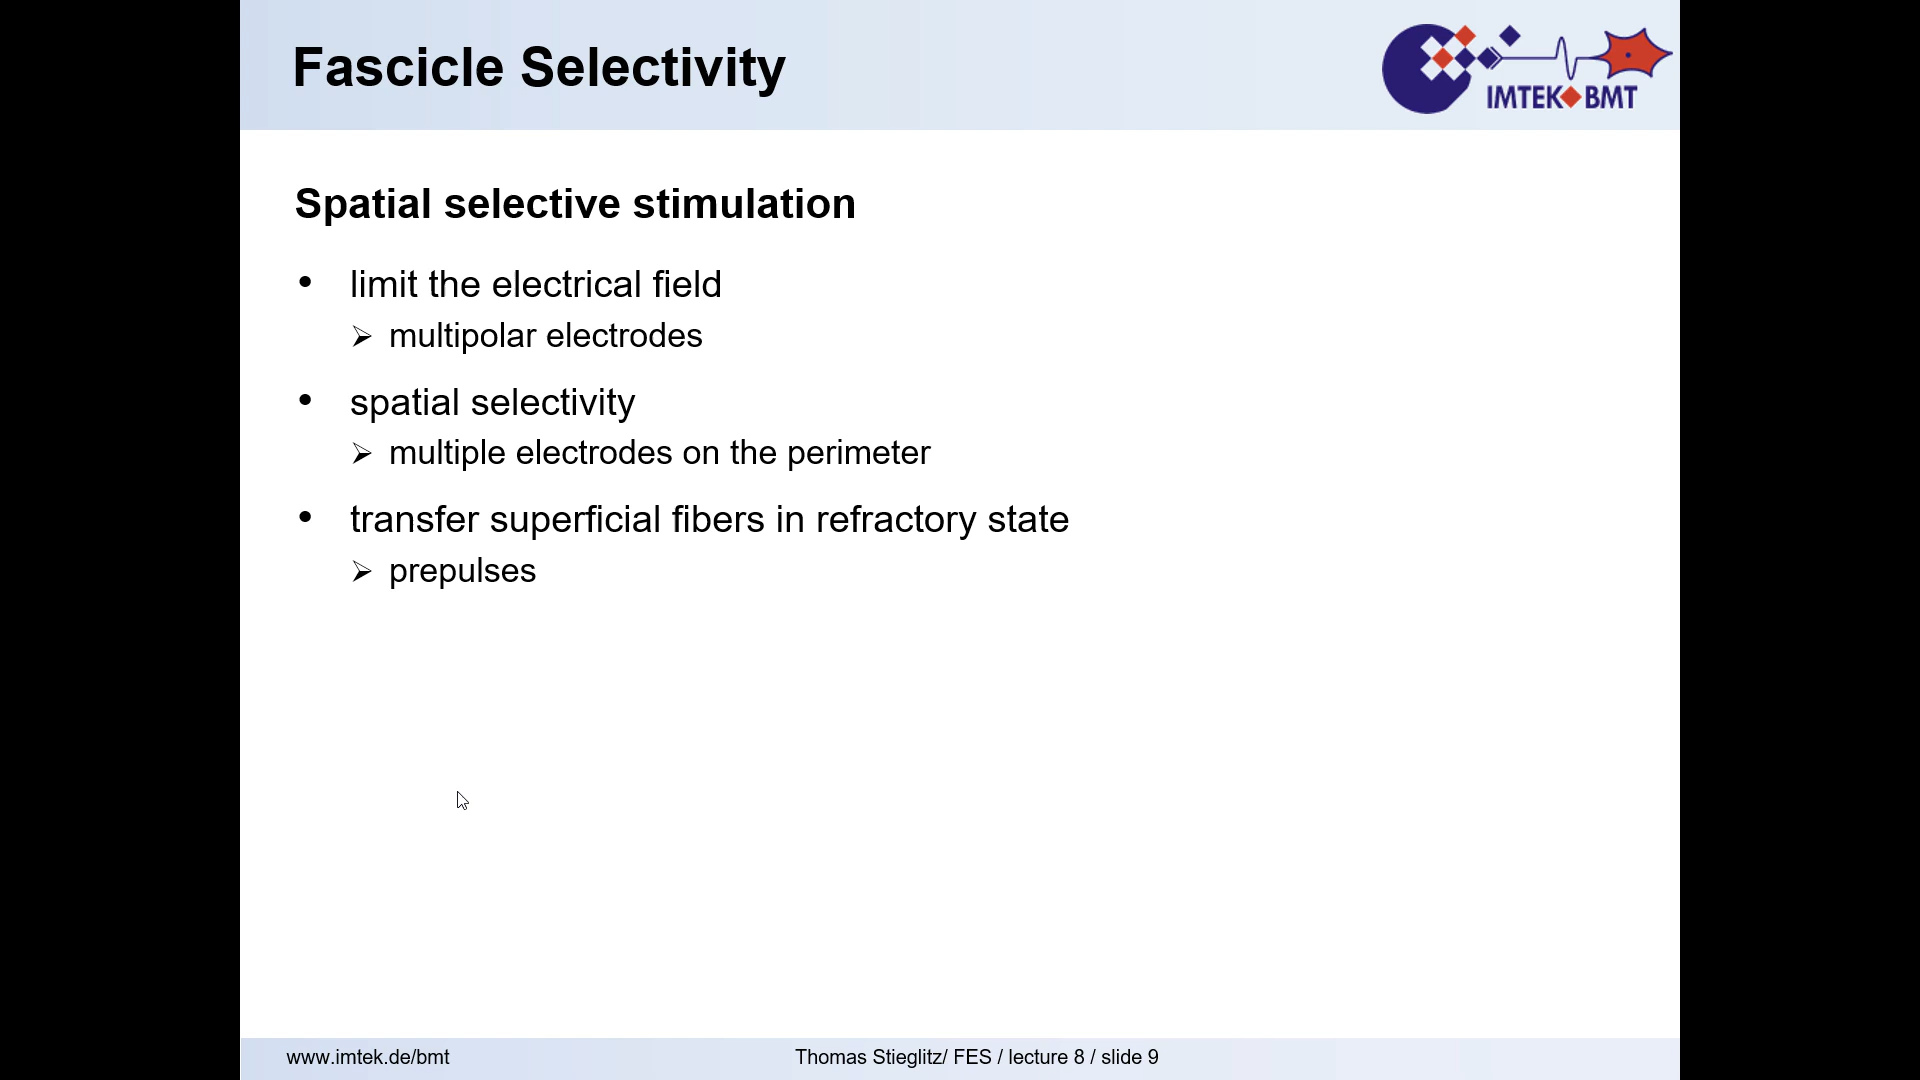 Fascicle Selectivity
IMTEK BMT
Spatial selective stimulation
• limit the electrical field
➢ multipolar electrodes
• spatial selectivity
➢ multiple electrodes on the perimeter
• transfer superficial fibers in refractory state
➢ prepulses
www.imtek.de/bmt
Thomas Stieglitz/ FES / lecture 8 / slide 9